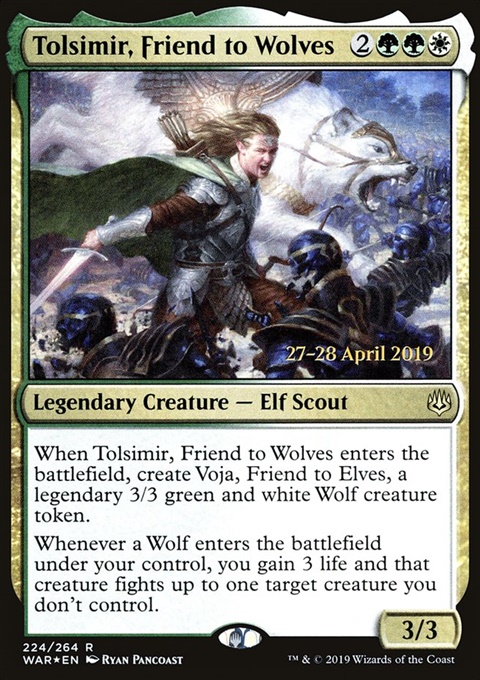 Tolsimir, Friend to Wolves 2
27–28 April 2019
Legendary Creature — Elf Scout
When Tolsimir, Friend to Wolves enters the
battlefield, create Voja, Friend to Elves, a
legendary 3/3 green and white Wolf creature
token.
Whenever a Wolf enters the battlefield
under your control, you gain 3 life and that
creature fights up to one target creature you
don't control.
3/3
224/264 R
WAR★EN Ryan Pancoast
™ & © 2019 Wizards of the Coast